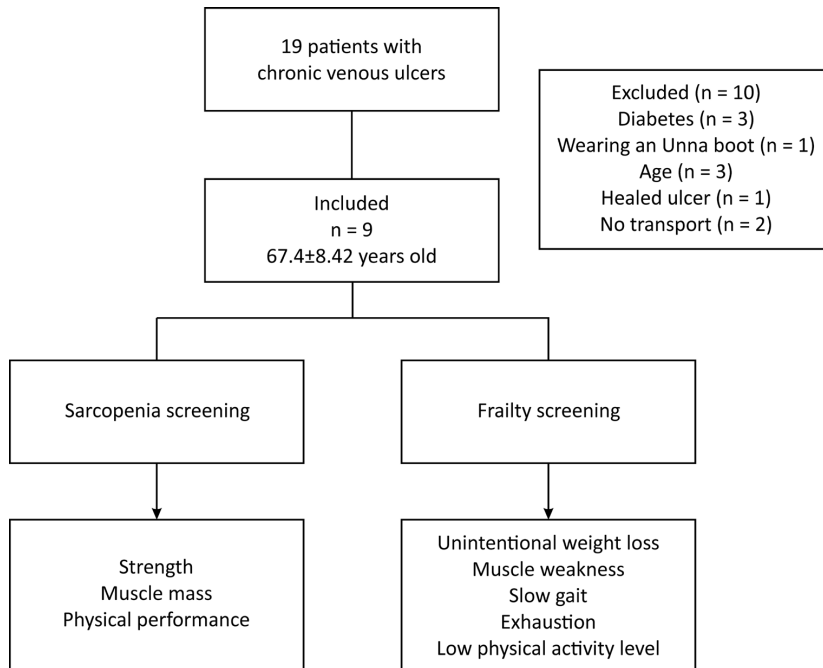 19 patients with
chronic venous ulcers
Excluded (n = 10)
Diabetes (n = 3)
Wearing an Unna boot (n = 1)
Age (n = 3)
Healed ulcer (n = 1)
No transport (n = 2)
Included
n = 9
67.4±8.42 years old
Sarcopenia screening
Frailty screening
Strength
Muscle mass
Physical performance
Unintentional weight loss
Muscle weakness
Slow gait
Exhaustion
Low physical activity level